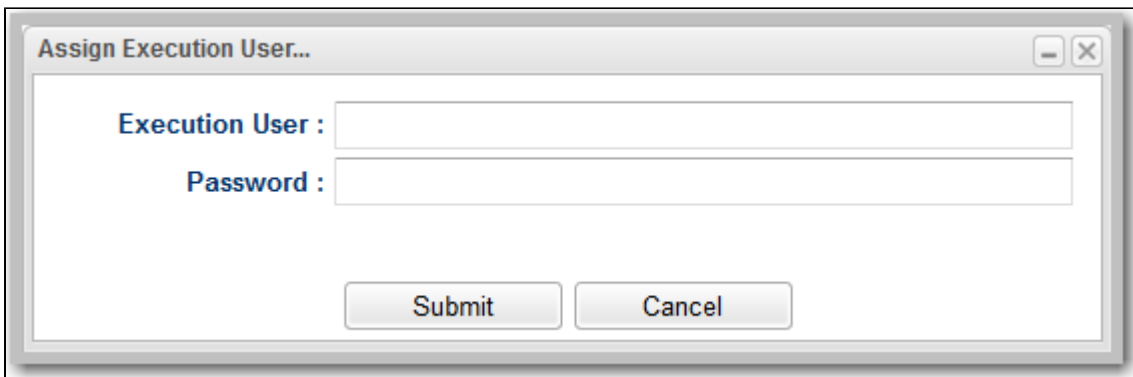 Assign Execution User...
Execution User :
Password :
Submit Cancel